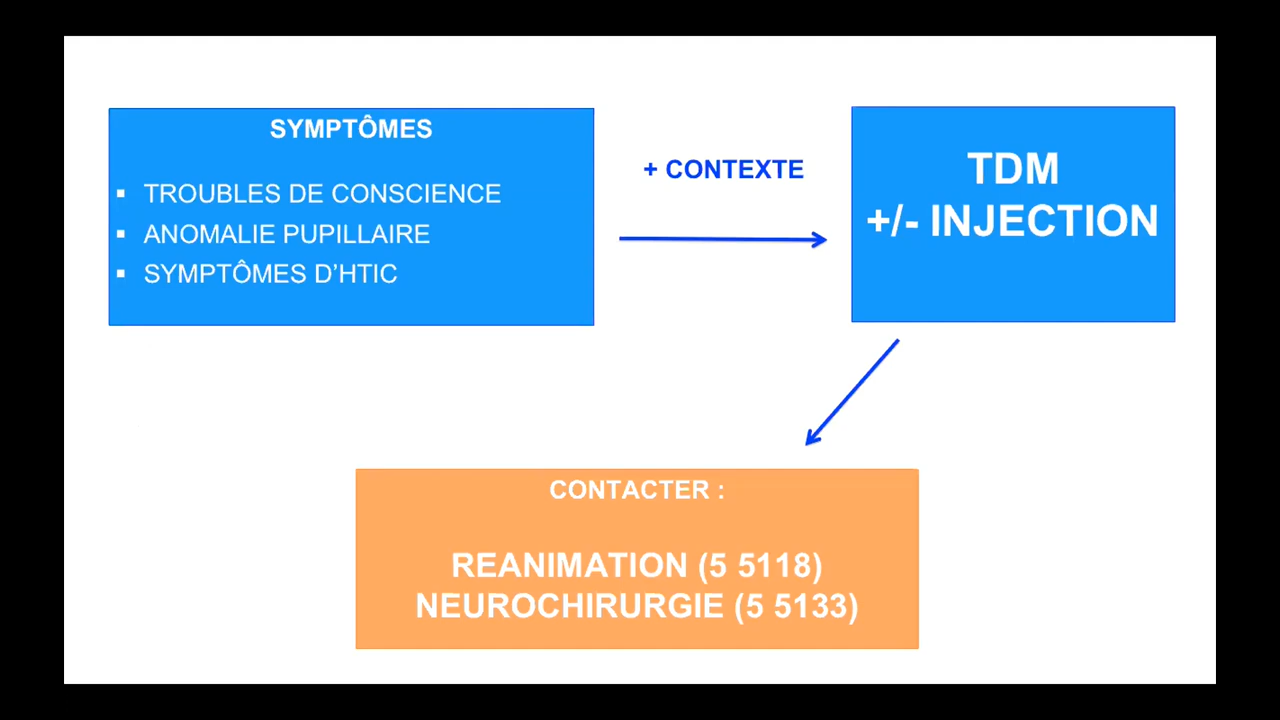 SYMPTÔMES
▪ TROUBLES DE CONSCIENCE
▪ ANOMALIE PUPILLAIRE
▪ SYMPTÔMES D’HTIC
+ CONTEXTE
TDM
+/- INJECTION
CONTACTER :
REANIMATION (5 5118)
NEUROCHIRURGIE (5 5133)